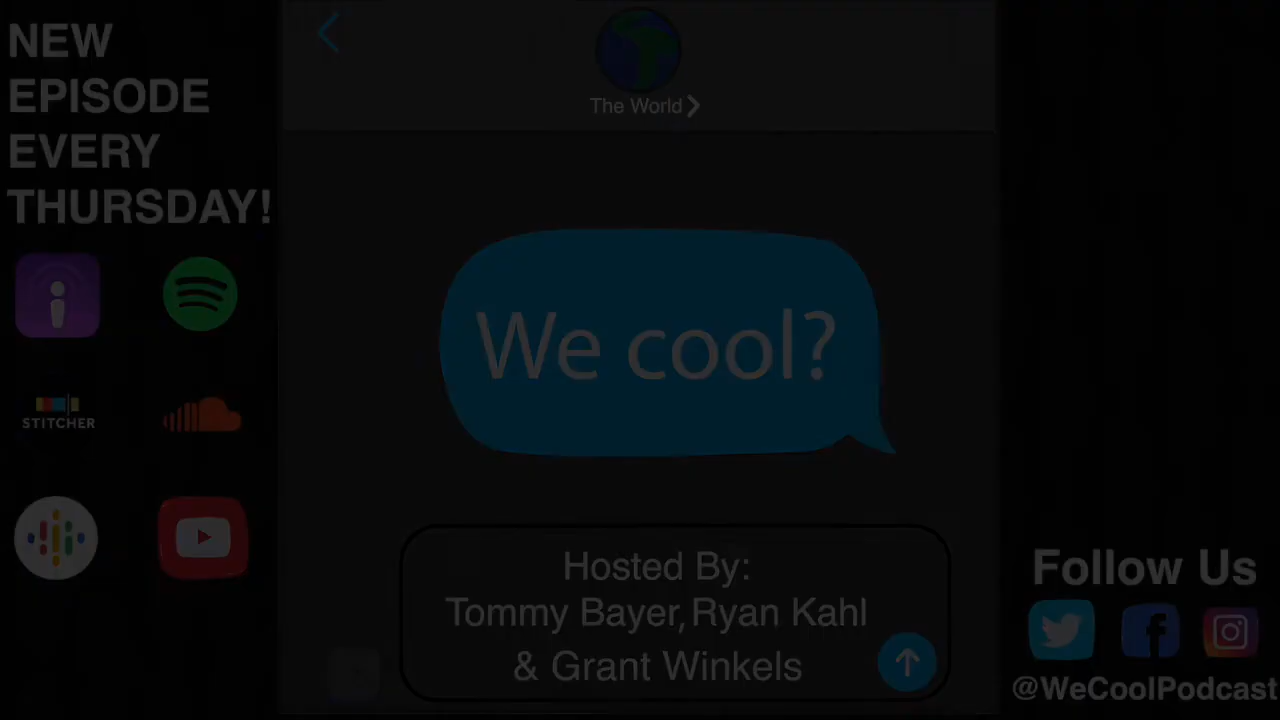 NEW
EPISODE
EVERY
THURSDAY!
STITCHER
The World
We cool?
Hosted By:
Tommy Bayer, Ryan Kahl
& Grant Winkels
Follow Us
@WeCoolPodcast